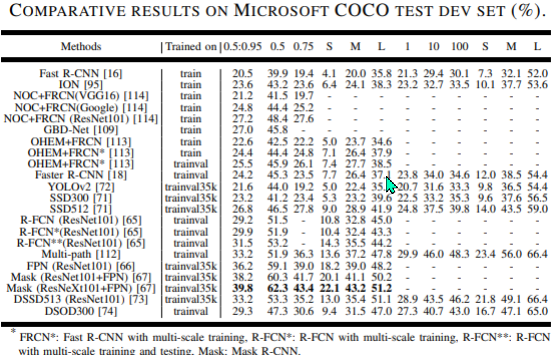 COMPARATIVE RESULTS ON MICROSOFT COCO TEST DEV SET (%).
Methods Trained on 0.5:0.95 0.5 0.75 S M L 1 10 100 S M L
Fast R-CNN [16] train 20.5 39.9 19.4 4.1 20.0 35.8 21.3 29.4 30.1 7.3 32.1 52.0
ION [95] train 23.6 43.2 23.6 6.4 24.1 38.3 23.2 32.7 33.5 10.1 37.7 53.6
NOC+FRCN(VGG16) [114] train 21.2 41.5 19.7 - - - - - - - - -
NOC+FRCN(Google) [114] train 24.8 44.4 25.2 - - - - - - - - -
NOC+FRCN (ResNet101) [114] train 27.2 48.4 27.6 - - - - - - - - -
GBD-Net [109] train 27.0 45.8 - - - - - - - - - -
OHEM+FRCN [113] train 22.6 42.5 22.2 5.0 23.7 34.6 - - - - - -
OHEM+FRCN* [113] train 24.4 44.4 24.8 7.1 26.4 37.9 - - - - - -
OHEM+FRCN* [113] trainval 25.5 45.9 26.1 7.4 27.7 38.5 - - - - - -
Faster R-CNN [18] trainval 24.2 45.3 23.5 7.7 26.4 23.8 34.0 34.6 12.0 38.5 54.4
YOLOv2 [72] trainval35k 21.6 44.0 19.2 5.0 22.4 20.7 31.6 33.3 9.8 36.5 54.4
SSD300 [71] trainval35k 23.2 41.2 23.4 5.3 23.2 39.6 22.5 33.2 35.3 9.6 37.6 56.5
SSD512 [71] trainval35k 26.8 46.5 27.8 9.0 28.9 41.9 24.8 37.5 39.8 14.0 43.5 59.0
R-FCN (ResNet101) [65] trainval 29.2 51.5 - 10.8 32.8 45.0 - - - - - -
R-FCN*(ResNet101) [65] trainval 29.9 51.9 - 10.4 32.4 43.3 - - - - - -
R-FCN**(ResNet101) [65] trainval 31.5 53.2 - 14.3 35.5 44.2 - - - - - -
Multi-path [112] trainval 33.2 51.9 36.3 13.6 37.2 47.8 29.9 46.0 48.3 23.4 56.0 66.4
FPN (ResNet101) [66] trainval35k 36.2 59.1 39.0 18.2 39.0 48.2 - - - - - -
Mask (ResNet101+FPN) [67] trainval35k 38.2 60.3 41.7 20.1 41.1 50.2 - - - - - -
Mask (ResNeXt101+FPN) [67] trainval35k 39.8 62.3 43.4 22.1 43.2 51.2 - - - - - -
DSSD513 (ResNet101) [73] trainval35k 33.2 53.3 35.2 13.0 35.4 51.1 28.9 43.5 46.2 21.8 49.1 66.4
DSOD300 [74] trainval 29.3 47.3 30.6 9.4 31.5 47.0 27.3 40.7 43.0 16.7 47.1 65.0
* FRCN*: Fast R-CNN with multi-scale training, R-FCN*: R-FCN with multi-scale training, R-FCN**: R-FCN
with multi-scale training and testing, Mask: Mask R-CNN.